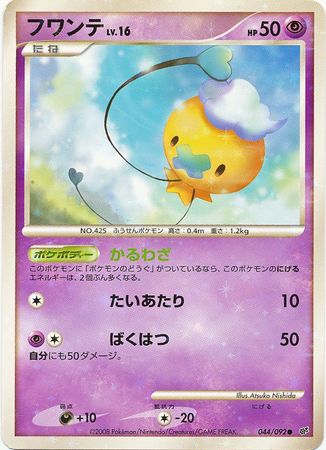 フワンテ LV.16 HP 50
たね
NO.425 ふうせんポケモン 高さ：0.4m 重さ：1.2kg
ポケボディー かるわざ
このポケモンに「ポケモンのどうぐ」がついているなら、このポケモンのにげる
エネルギーは、2個ぶん多くなる。
たいあたり 10
ばくはつ 50
自分にも50ダメージ。
Illus.Atsuko Nishida
弱点 抵抗力 にげる
+10 -20
©2008 Pokémon/Nintendo/Creatures/GAME FREAK. 044/092